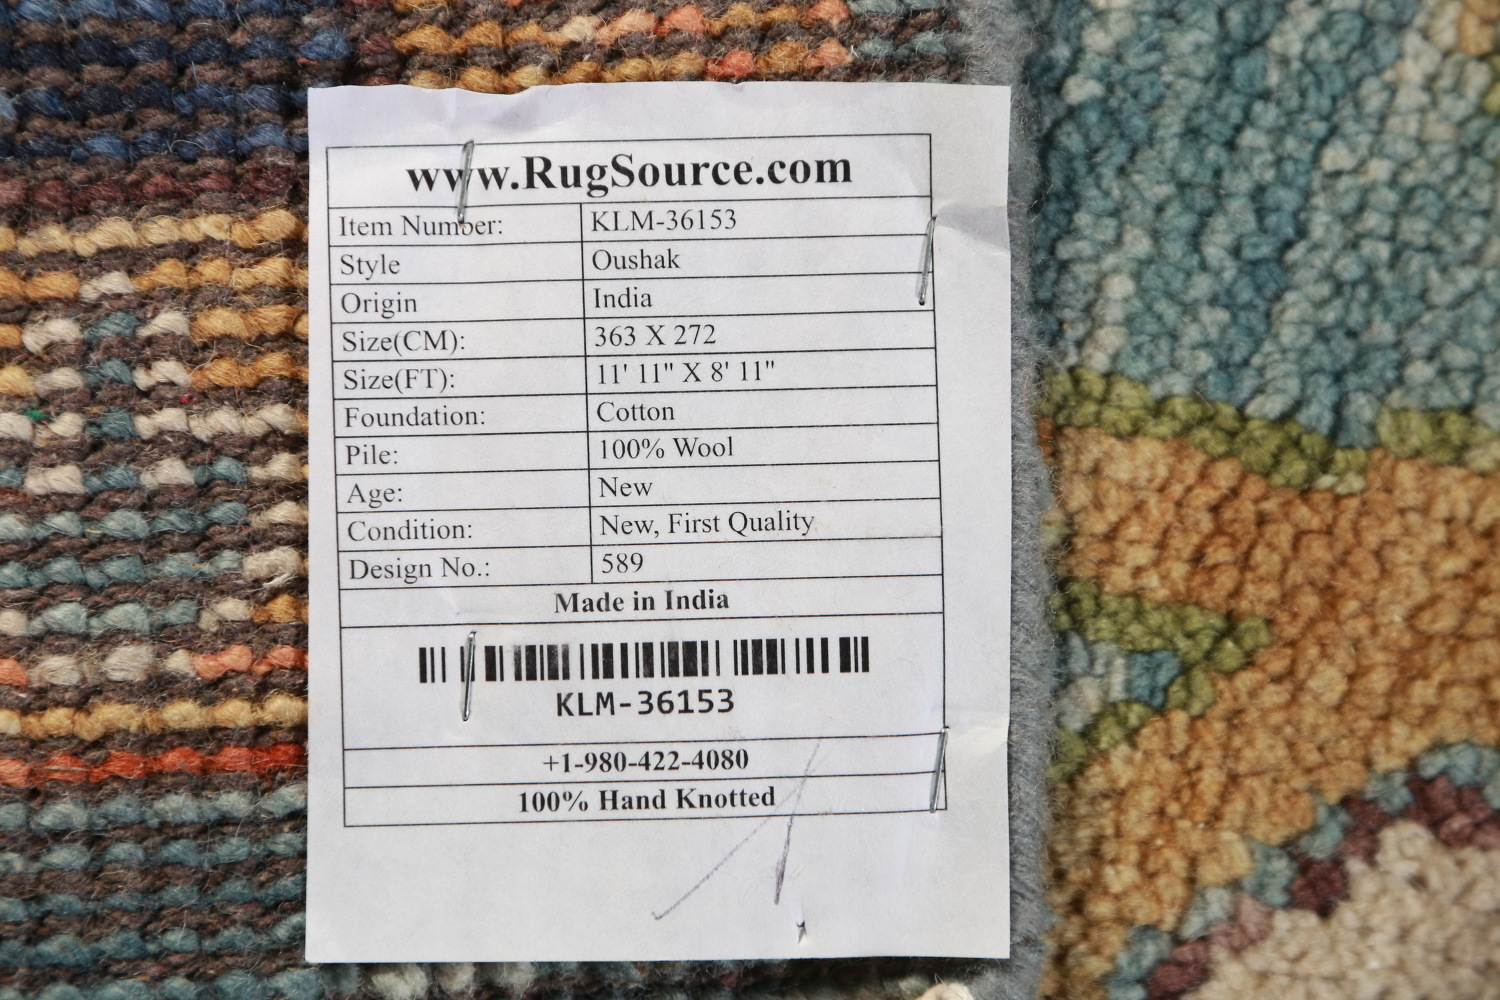 www.RugSource.com
Item Number: KLM-36153
Style Oushak
Origin India
Size(CM): 363 X 272
Size(FT): 11' 11" X 8' 11"
Foundation: Cotton
Pile: 100% Wool
Age: New
Condition: New, First Quality
Design No.: 589
Made in India
KLM-36153
+1-980-422-4080
100% Hand Knotted